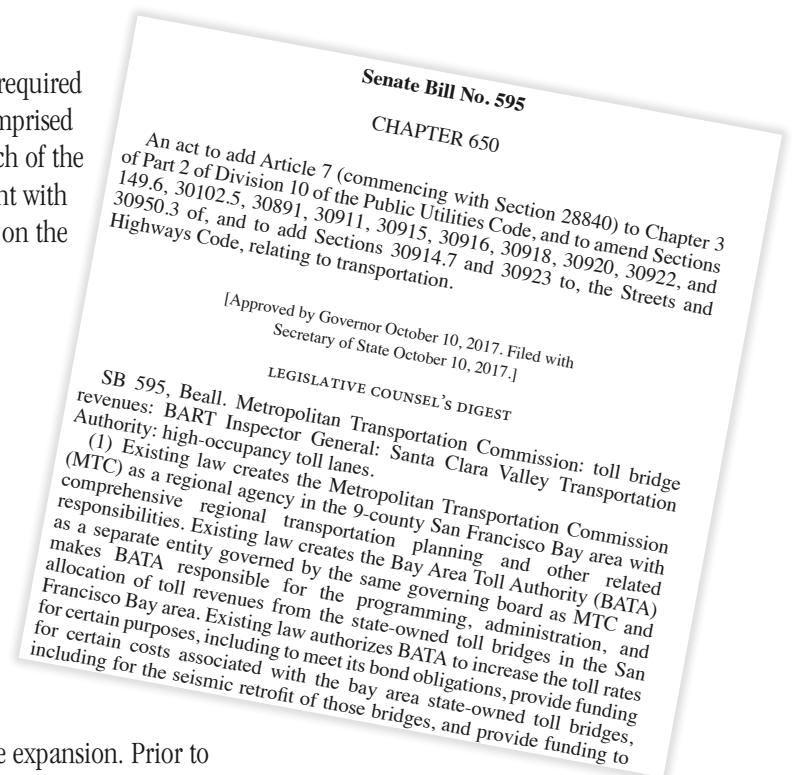 required
mprised
ch of the
nt with
on the
Senate Bill No. 595
CHAPTER 650
An act to add Article 7 (commencing with Section 28840) to Chapter 3
of Part 2 of Division 10 of the Public Utilities Code, and to amend Sections
149.6, 30102.5, 30891, 30911, 30915, 30916, 30918, 30920, 30922, and
30950.3 of, and to add Sections 30914.7 and 30923 to, the Streets and
Highways Code, relating to transportation.
[Approved by Governor October 10, 2017. Filed with
Secretary of State October 10, 2017.]
LEGISLATIVE COUNSEL'S DIGEST
SB 595, Beall. Metropolitan Transportation Commission: toll bridge
revenues: BART Inspector General: Santa Clara Valley Transportation
Authority: high-occupancy toll lanes.
(1) Existing law creates the Metropolitan Transportation Commission
(MTC) as a regional agency in the 9-county San Francisco Bay area with
comprehensive regional transportation planning and other related
responsibilities. Existing law creates the Bay Area Toll Authority (BATA)
as a separate entity governed by the same governing board as MTC and
makes BATA responsible for the programming, administration, and
allocation of toll revenues from the state-owned toll bridges in the San
Francisco Bay area. Existing law authorizes BATA to increase the toll rates
for certain purposes, including to meet its bond obligations, provide funding
for certain costs associated with the bay area state-owned toll bridges,
including for the seismic retrofit of those bridges, and provide funding to
e expansion. Prior to